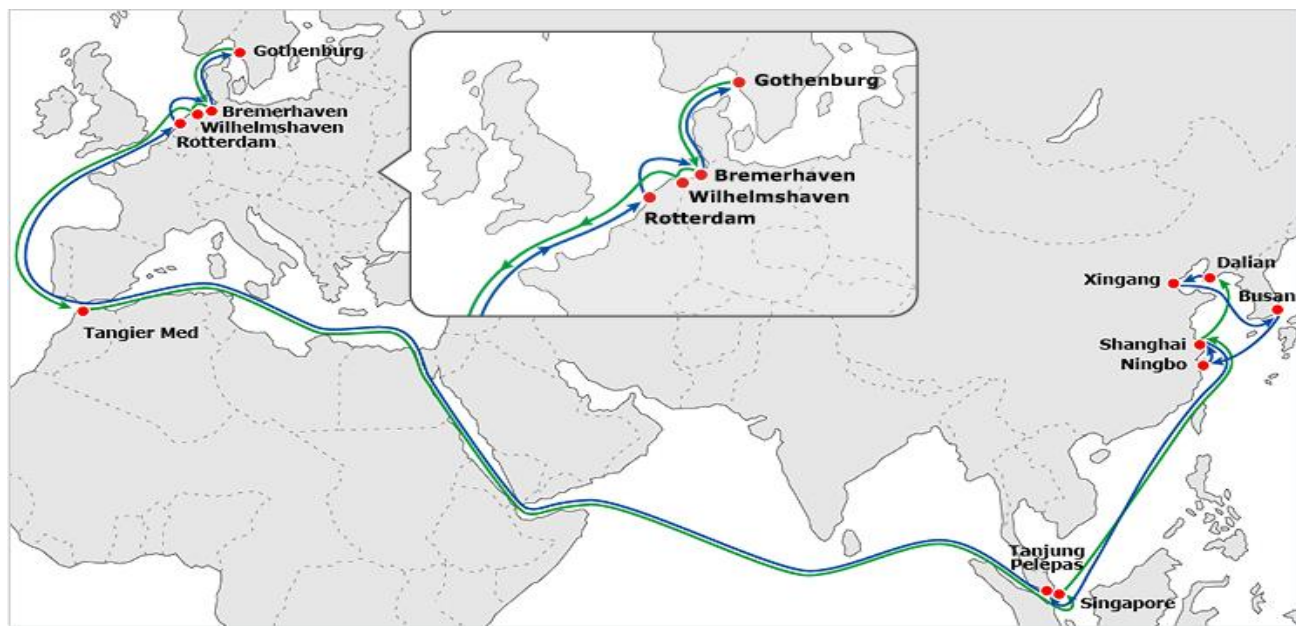 Gothenburg
Bremerhaven
Wilhelmshaven
Rotterdam
Gothenburg
Bremerhaven
Wilhelmshaven
Rotterdam
Tangier Med
Dalian
Xingang
Busan
Shanghai
Ningbo
Tanjung
Pelepas
Singapore